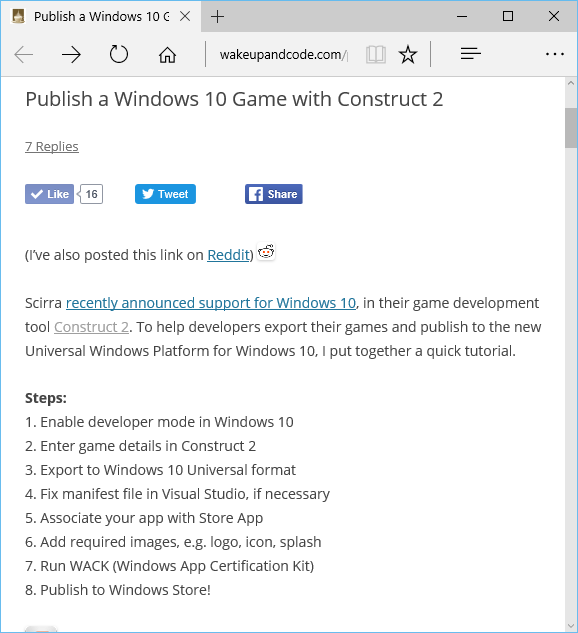 Publish a Windows 10 G
wakeupandcode.com/
Publish a Windows 10 Game with Construct 2
7 Replies
Like 16 Tweet Share
(I've also posted this link on Reddit)
Scirra recently announced support for Windows 10, in their game development
tool Construct 2. To help developers export their games and publish to the new
Universal Windows Platform for Windows 10, I put together a quick tutorial.
Steps:
1. Enable developer mode in Windows 10
2. Enter game details in Construct 2
3. Export to Windows 10 Universal format
4. Fix manifest file in Visual Studio, if necessary
5. Associate your app with Store App
6. Add required images, e.g. logo, icon, splash
7. Run WACK (Windows App Certification Kit)
8. Publish to Windows Store!